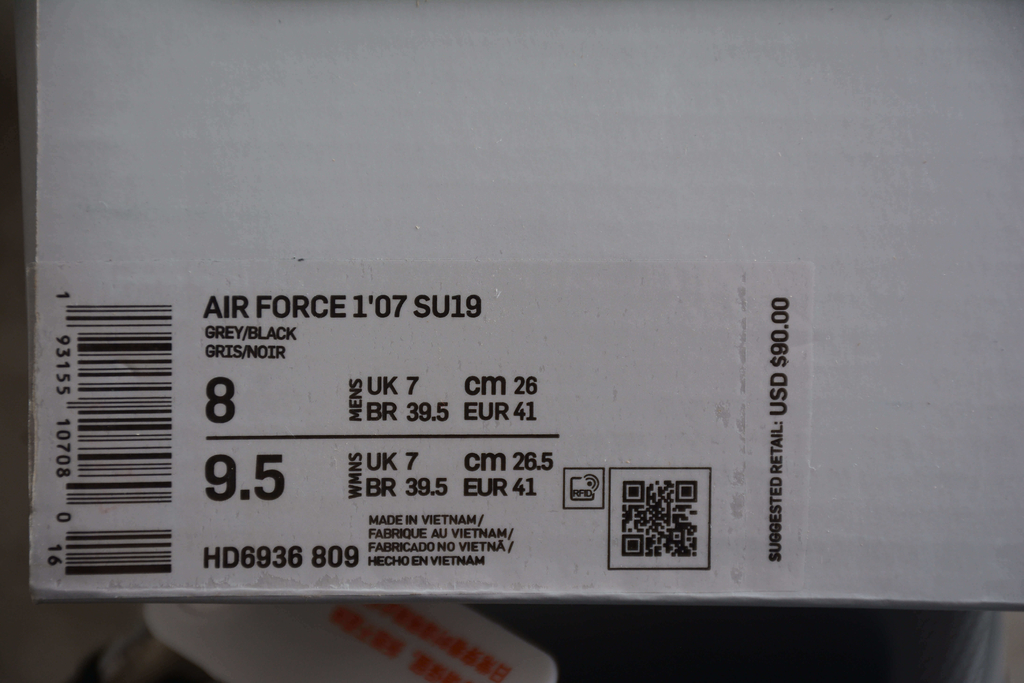 AIR FORCE 1'07 SU19
GREY/BLACK
GRIS/NOIR
8
MENS
UK 7 cm 26
BR 39.5 EUR 41
9.5
WMNS
UK 7 cm 26.5
BR 39.5 EUR 41
HD6936 809
MADE IN VIETNAM/
FABRIQUE AU VIETNAM/
FABRICADO NO VIETNÃ/
HECHO EN VIETNAM
RFID
SUGGESTED RETAIL: USD $90.00
1 93155 10708 0 16